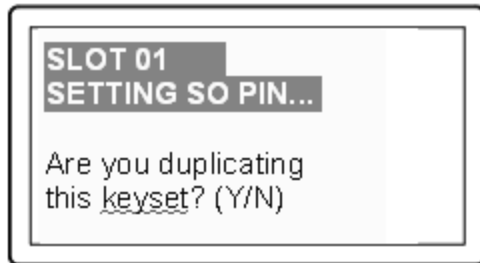 SLOT 01
SETTING SO PIN...
Are you duplicating
this keyset? (Y/N)